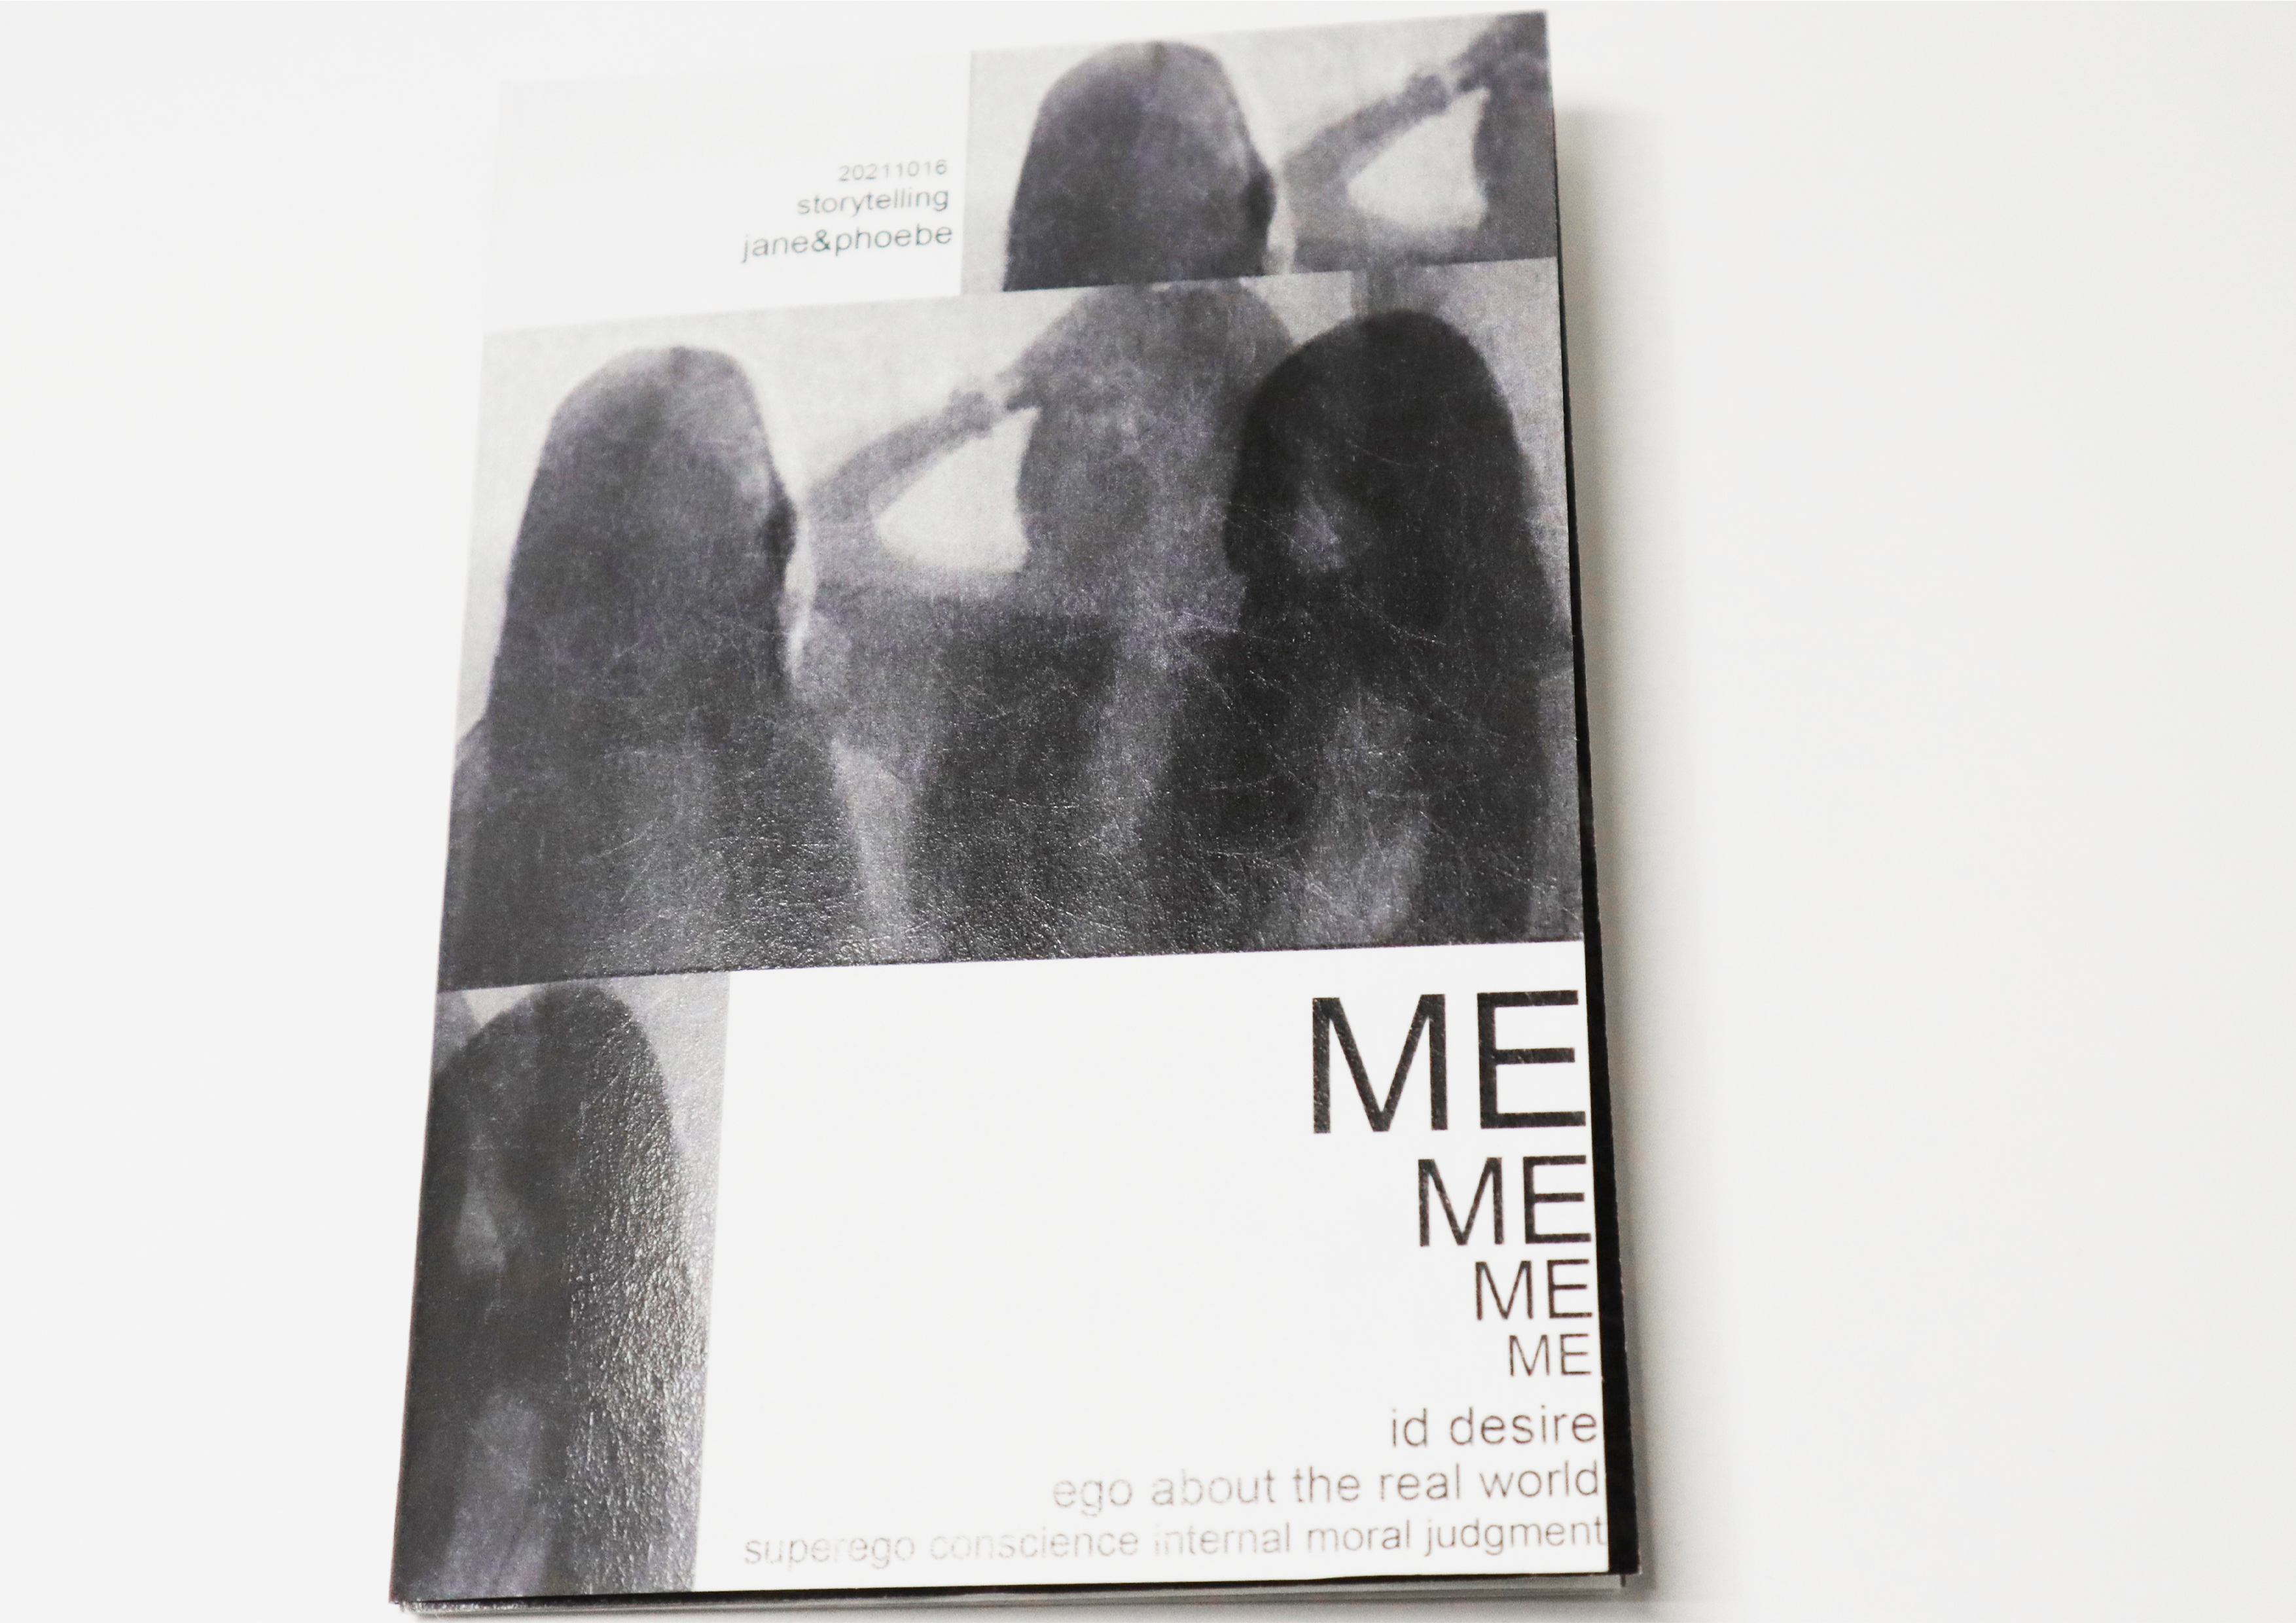 20211016
storytelling
jane&phoebe
ME
ME
ME
ME
id desire
ego about the real world
superego conscience internal moral judgment